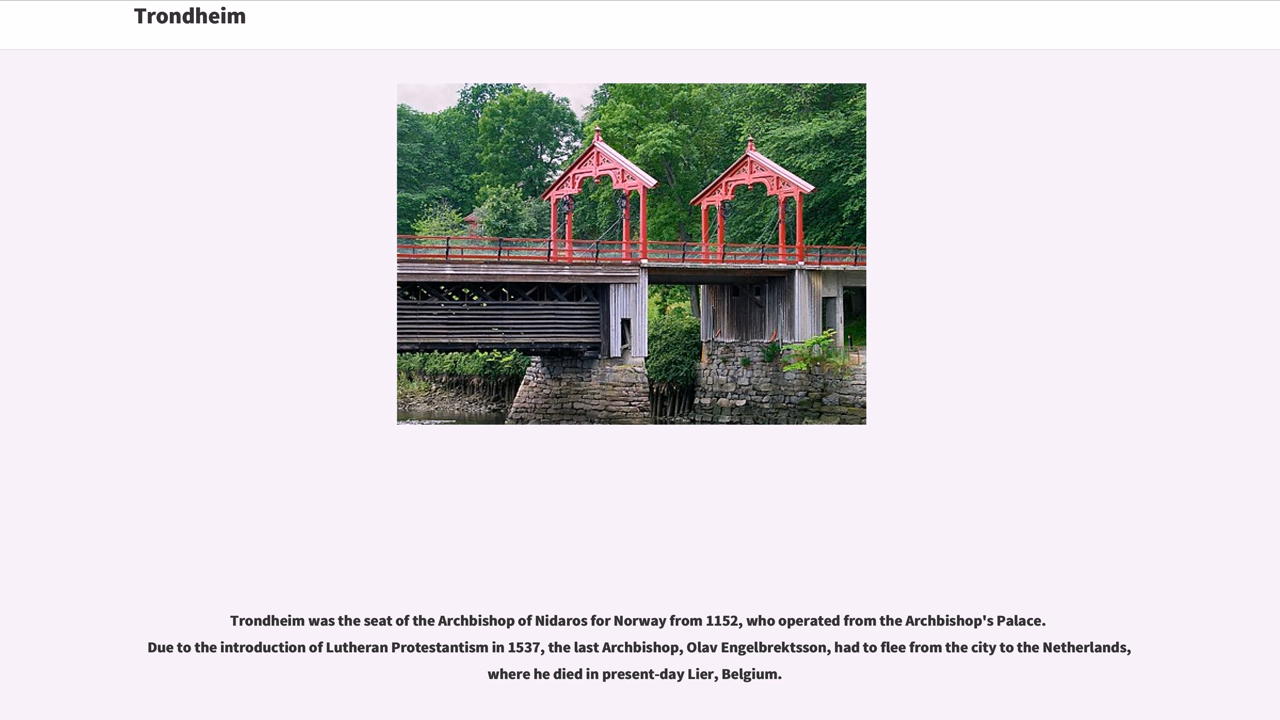 Trondheim
Trondheim was the seat of the Archbishop of Nidaros for Norway from 1152, who operated from the Archbishop's Palace.
Due to the introduction of Lutheran Protestantism in 1537, the last Archbishop, Olav Engelbrektsson, had to flee from the city to the Netherlands,
where he died in present-day Lier, Belgium.